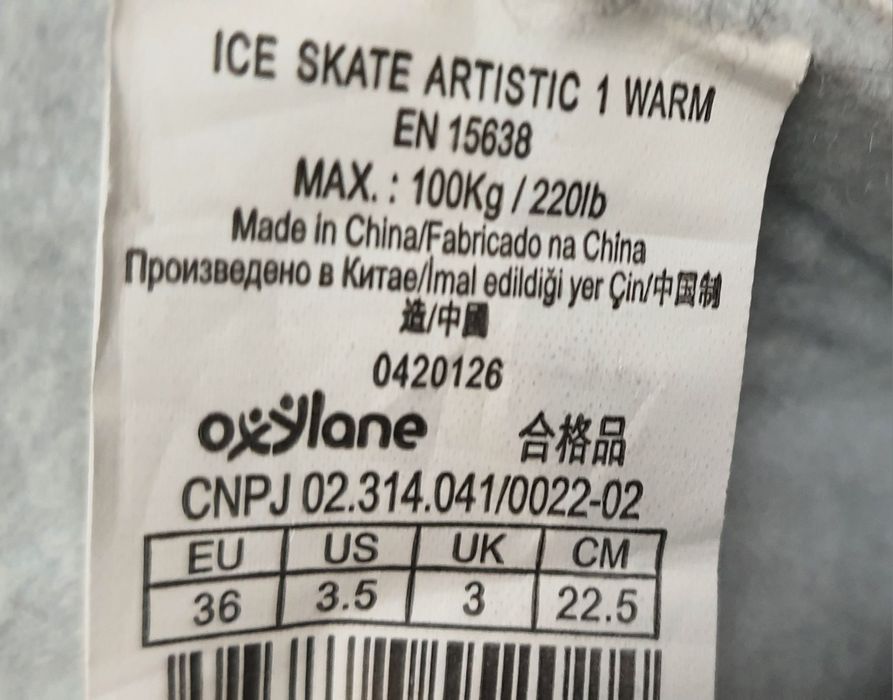 ICE SKATE ARTISTIC 1 WARM
EN 15638
MAX. : 100Kg / 220lb
Made in China/Fabricado na China
Произведено в Китае/İmal edildiği yer Çin/中国制
造/中國
0420126
oxylane 合格品
CNPJ 02.314.041/0022-02
EU US UK CM
36 3.5 3 22.5